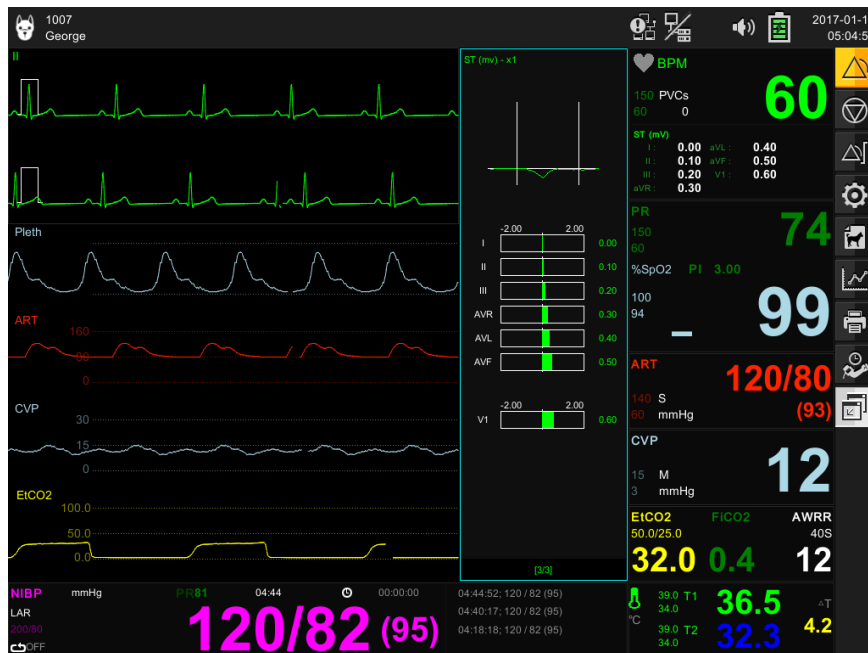 1007
George
2017-01-1
05:04:5
II
Pleth
ART
160
80
0
CVP
30
15
0
EtCO2
100.0
50.0
0.0
ST (mv) - x1
-2.00 2.00
I 0.00
II 0.10
III 0.20
AVR 0.30
AVL 0.40
AVF 0.50
-2.00 2.00
V1 0.60
[3/3]
BPM
150 PVCs
60 0
60
ST (mV)
I : 0.00 aVL : 0.40
II : 0.10 aVF : 0.50
III : 0.20 V1 : 0.60
aVR : 0.30
PR
150
60
74
%SpO2 PI 3.00
100
94
99
ART
140 S
60 mmHg
120/80
(93)
CVP
15 M
3 mmHg
12
EtCO2 FiCO2 AWRR
50.0/25.0 40S
32.0 0.4 12
NIBP mmHg PR81 04:44 00:00:00
LAR
200/80
OFF
120/82 (95)
04:44:52; 120 / 82 (95)
04:40:17; 120 / 82 (95)
04:18:18; 120 / 82 (95)
°C
39.0 T1
34.0
36.5
39.0 T2
34.0
32.3
△T
4.2